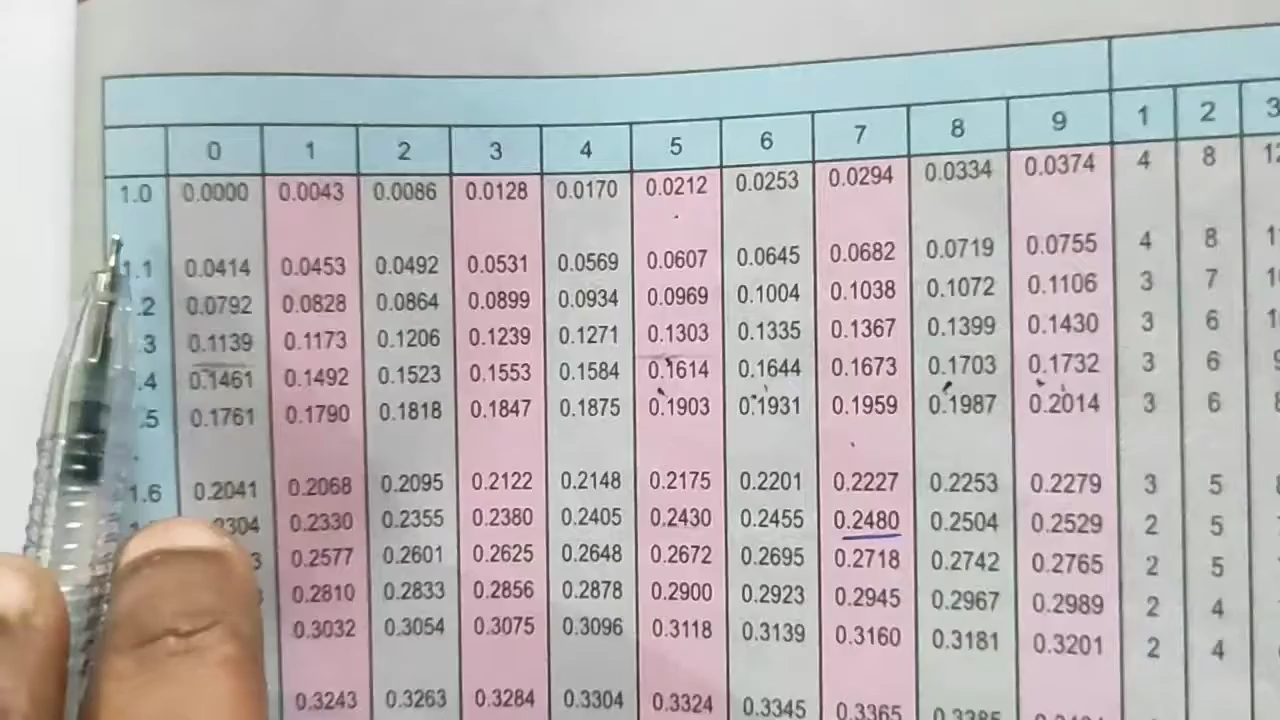 0 1 2 3 4 5 6 7 8 9 1 2 3
1.0 0.0000 0.0043 0.0086 0.0128 0.0170 0.0212 0.0253 0.0294 0.0334 0.0374 4 8 12
1.1 0.0414 0.0453 0.0492 0.0531 0.0569 0.0607 0.0645 0.0682 0.0719 0.0755 4 8
.2 0.0792 0.0828 0.0864 0.0899 0.0934 0.0969 0.1004 0.1038 0.1072 0.1106 3 7
.3 0.1139 0.1173 0.1206 0.1239 0.1271 0.1303 0.1335 0.1367 0.1399 0.1430 3 6
.4 0.1461 0.1492 0.1523 0.1553 0.1584 0.1614 0.1644 0.1673 0.1703 0.1732 3 6
.5 0.1761 0.1790 0.1818 0.1847 0.1875 0.1903 0.1931 0.1959 0.1987 0.2014 3 6
1.6 0.2041 0.2068 0.2095 0.2122 0.2148 0.2175 0.2201 0.2227 0.2253 0.2279 3 5
304 0.2330 0.2355 0.2380 0.2405 0.2430 0.2455 0.2480 0.2504 0.2529 2 5
0.2577 0.2601 0.2625 0.2648 0.2672 0.2695 0.2718 0.2742 0.2765 2 5
0.2810 0.2833 0.2856 0.2878 0.2900 0.2923 0.2945 0.2967 0.2989 2 4
0.3032 0.3054 0.3075 0.3096 0.3118 0.3139 0.3160 0.3181 0.3201 2 4
0.3243 0.3263 0.3284 0.3304 0.3324 0.3345 0.3365